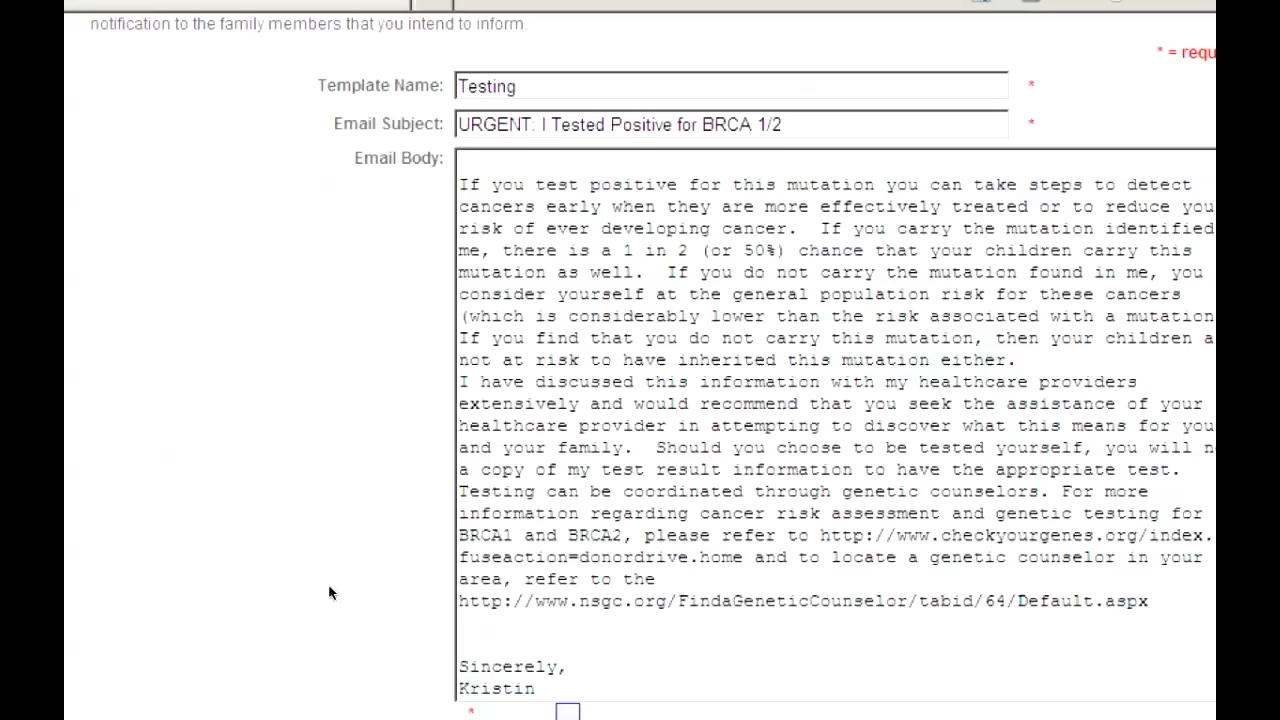 notification to the family members that you intend to inform.
* = requ
Template Name: Testing *
Email Subject: URGENT: I Tested Positive for BRCA 1/2 *
Email Body:
If you test positive for this mutation you can take steps to detect
cancers early when they are more effectively treated or to reduce you
risk of ever developing cancer.  If you carry the mutation identified
me, there is a 1 in 2 (or 50%) chance that your children carry this
mutation as well.  If you do not carry the mutation found in me, you
consider yourself at the general population risk for these cancers
(which is considerably lower than the risk associated with a mutation
If you find that you do not carry this mutation, then your children a
not at risk to have inherited this mutation either.
I have discussed this information with my healthcare providers
extensively and would recommend that you seek the assistance of your
healthcare provider in attempting to discover what this means for you
and your family.  Should you choose to be tested yourself, you will n
a copy of my test result information to have the appropriate test.
Testing can be coordinated through genetic counselors. For more
information regarding cancer risk assessment and genetic testing for
BRCA1 and BRCA2, please refer to http://www.checkyourgenes.org/index.
fuseaction=donordrive.home and to locate a genetic counselor in your
area, refer to the
http://www.nsgc.org/FindaGeneticCounselor/tabid/64/Default.aspx
Sincerely,
Kristin
*